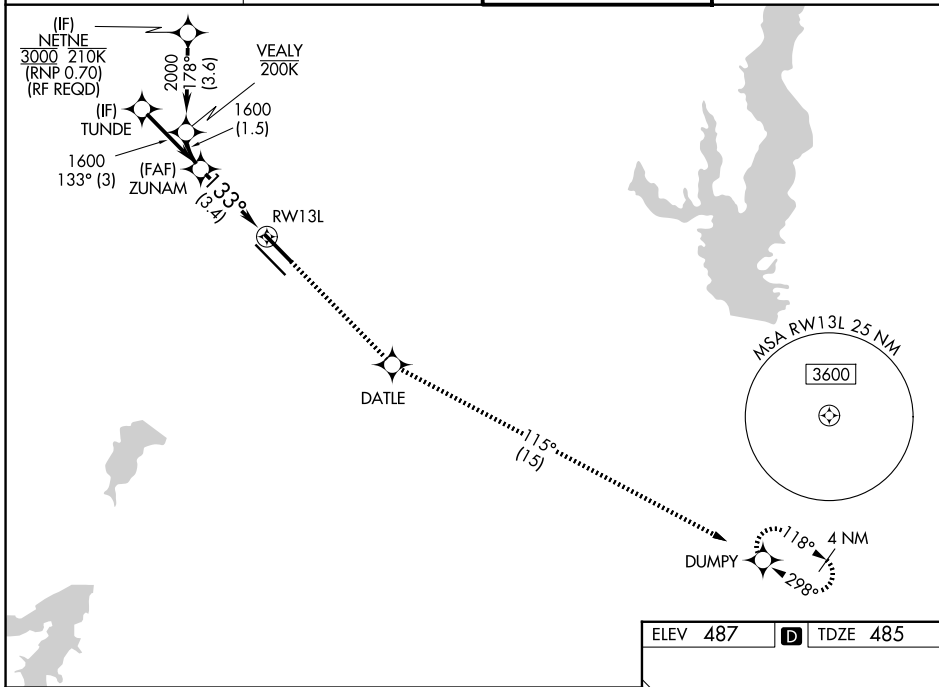 (IF)
NETNE
3000 210K
(RNP 0.70)
(RF REQD)
2000
178°
(3.6)
VEALY
200K
(IF)
TUNDE
1600
(1.5)
1600
133° (3)
(FAF)
ZUNAM
133°
(3.4)
RW13L
DATLE
115°
(15)
MSA RW13L 25 NM
3600
DUMPY
118°
4 NM
298°
ELEV 487 D TDZE 485